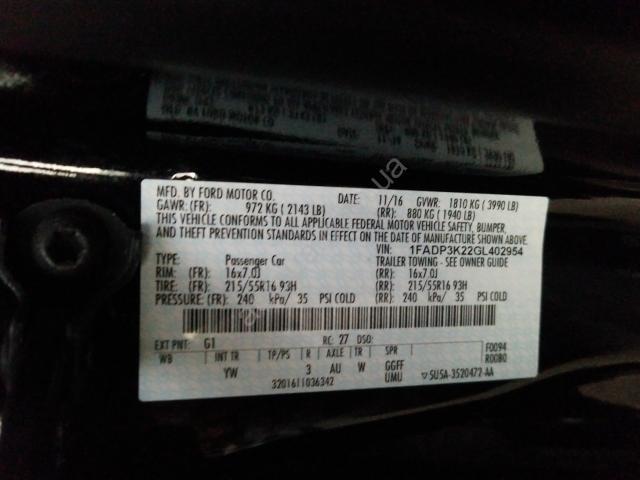 MFD. BY FORD MOTOR CO.
DATE: 11/16 GVWR: 1810 KG ( 3990 LB)
GAWR: (FR): 972 KG ( 2143 LB) (RR): 880 KG ( 1940 LB)
THIS VEHICLE CONFORMS TO ALL APPLICABLE FEDERAL MOTOR VEHICLE SAFETY, BUMPER,
AND THEFT PREVENTION STANDARDS IN EFFECT ON THE DATE OF MANUFACTURE SHOWN ABOVE.
VIN: 1FADP3K22GL402954
TYPE: Passenger Car TRAILER TOWING - SEE OWNER GUIDE
RIM: (FR): 16x7.0J (RR): 16x7.0J
TIRE: (FR): 215/55R16 93H (RR): 215/55R16 93H
PRESSURE: (FR): 240 kPa/ 35 PSI COLD (RR): 240 kPa/ 35 PSI COLD
EXT PNT: G1 RC: 27 DSO: F0094
WB INT TR TP/PS R AXLE TR SPR R0080
YW 3 AU W GGFF
UMU
3201611036342 ▽SU5A-3520472-AA